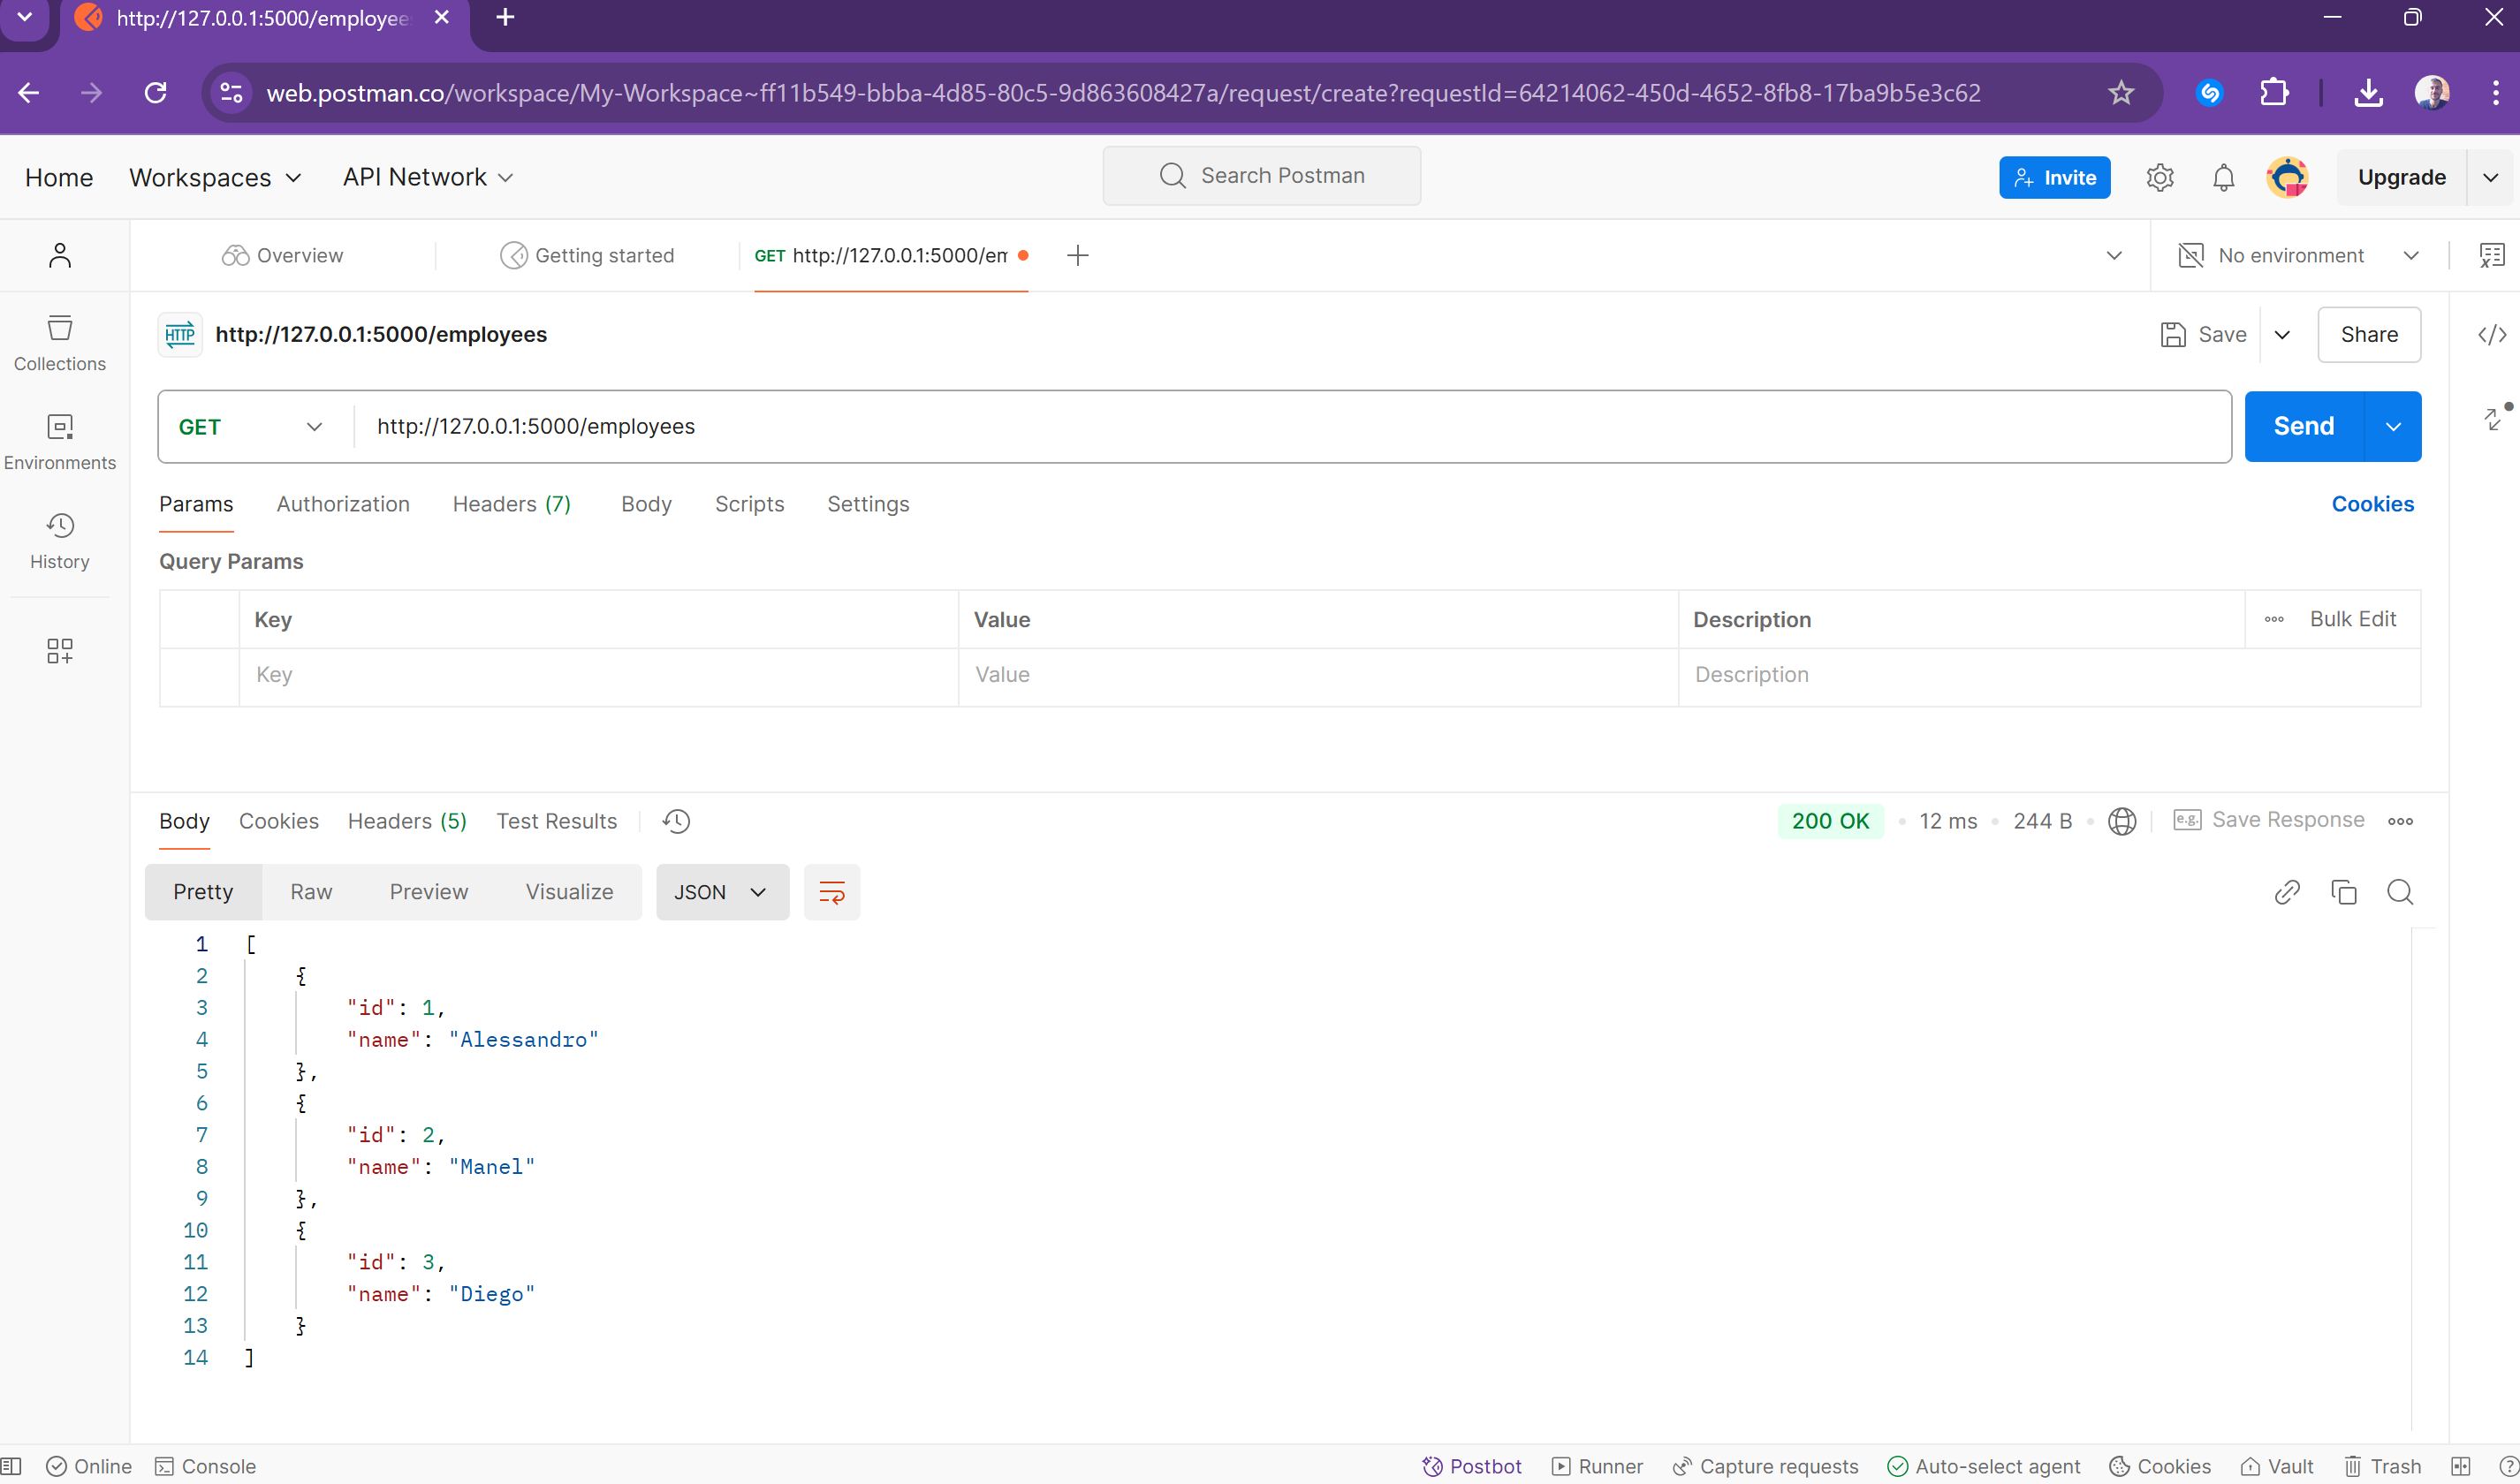 http://127.0.0.1:5000/employee
web.postman.co/workspace/My-Workspace~ff11b549-bbba-4d85-80c5-9d863608427a/request/create?requestId=64214062-450d-4652-8fb8-17ba9b5e3c62
Home Workspaces API Network Search Postman Invite Upgrade
Overview Getting started GET http://127.0.0.1:5000/em No environment
HTTP http://127.0.0.1:5000/employees Save Share
Collections
GET http://127.0.0.1:5000/employees Send
Environments
Params Authorization Headers (7) Body Scripts Settings Cookies
History
Query Params
Key Value Description Bulk Edit
Key Value Description
Body Cookies Headers (5) Test Results 200 OK 12 ms 244 B e.g. Save Response
Pretty Raw Preview Visualize JSON
1 [
2 {
3 "id": 1,
4 "name": "Alessandro"
5 },
6 {
7 "id": 2,
8 "name": "Manel"
9 },
10 {
11 "id": 3,
12 "name": "Diego"
13 }
14 ]
Online Console Postbot Runner Capture requests Auto-select agent Cookies Vault Trash